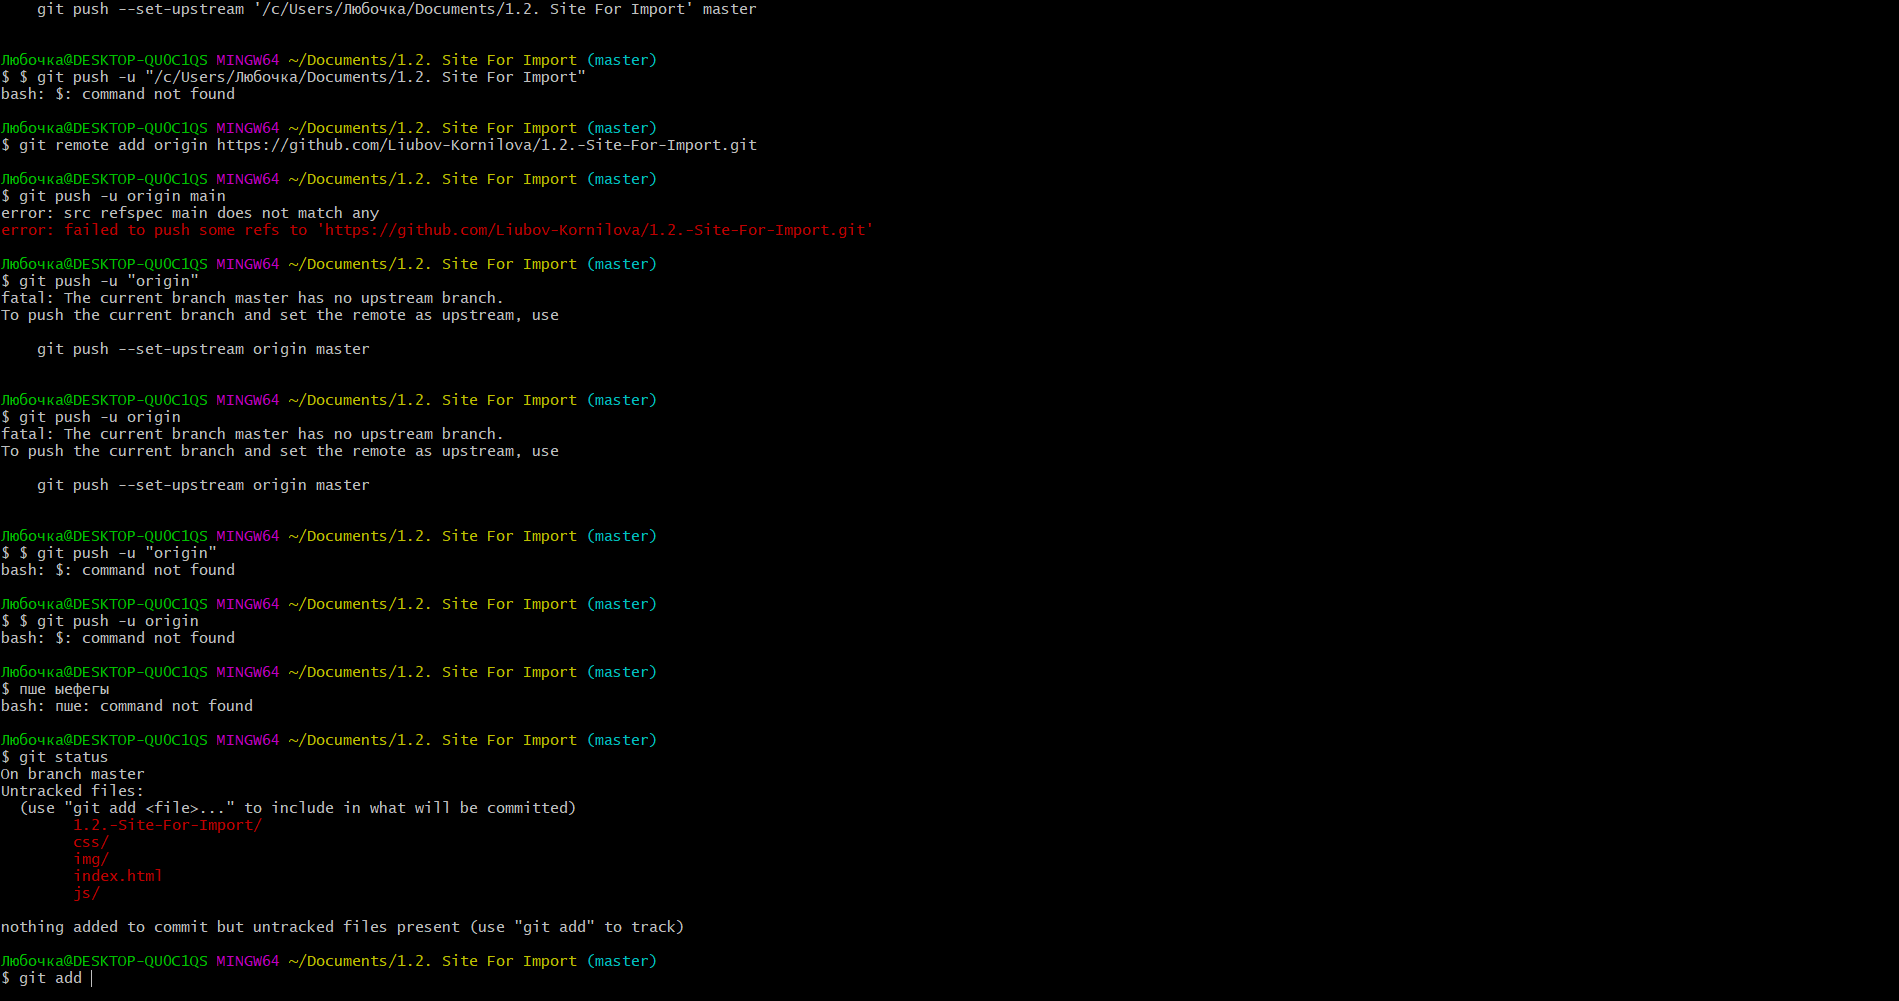 git push --set-upstream '/c/Users/Любочка/Documents/1.2. Site For Import' master
Любочка@DESKTOP-QUOC1QS MINGW64 ~/Documents/1.2. Site For Import (master)
$ $ git push -u "/c/Users/Любочка/Documents/1.2. Site For Import"
bash: $: command not found
Любочка@DESKTOP-QUOC1QS MINGW64 ~/Documents/1.2. Site For Import (master)
$ git remote add origin https://github.com/Liubov-Kornilova/1.2.-Site-For-Import.git
Любочка@DESKTOP-QUOC1QS MINGW64 ~/Documents/1.2. Site For Import (master)
$ git push -u origin main
error: src refspec main does not match any
error: failed to push some refs to 'https://github.com/Liubov-Kornilova/1.2.-Site-For-Import.git'
Любочка@DESKTOP-QUOC1QS MINGW64 ~/Documents/1.2. Site For Import (master)
$ git push -u "origin"
fatal: The current branch master has no upstream branch.
To push the current branch and set the remote as upstream, use
git push --set-upstream origin master
Любочка@DESKTOP-QUOC1QS MINGW64 ~/Documents/1.2. Site For Import (master)
$ git push -u origin
fatal: The current branch master has no upstream branch.
To push the current branch and set the remote as upstream, use
git push --set-upstream origin master
Любочка@DESKTOP-QUOC1QS MINGW64 ~/Documents/1.2. Site For Import (master)
$ $ git push -u "origin"
bash: $: command not found
Любочка@DESKTOP-QUOC1QS MINGW64 ~/Documents/1.2. Site For Import (master)
$ $ git push -u origin
bash: $: command not found
Любочка@DESKTOP-QUOC1QS MINGW64 ~/Documents/1.2. Site For Import (master)
$ пше ыефегы
bash: пше: command not found
Любочка@DESKTOP-QUOC1QS MINGW64 ~/Documents/1.2. Site For Import (master)
$ git status
On branch master
Untracked files:
(use "git add <file>..." to include in what will be committed)
1.2.-Site-For-Import/
css/
img/
index.html
js/
nothing added to commit but untracked files present (use "git add" to track)
Любочка@DESKTOP-QUOC1QS MINGW64 ~/Documents/1.2. Site For Import (master)
$ git add